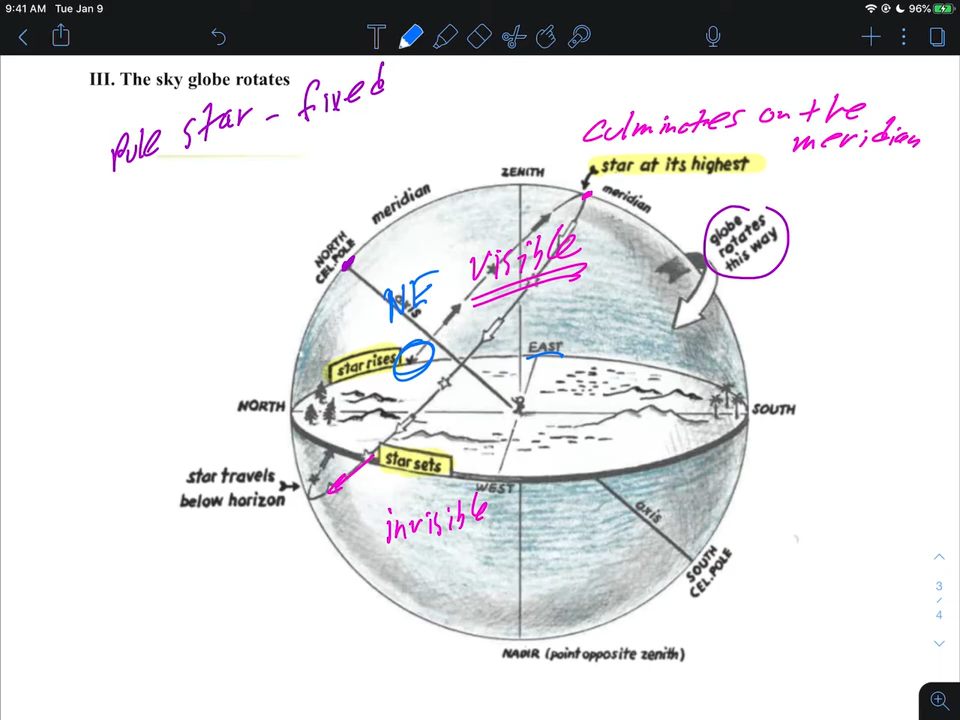 9:41 AM Tue Jan 9
96%
III. The sky globe rotates
Pole star - fixed
culminates on the
meridian
ZENITH
star at its highest
meridian
meridian
NORTH
CEL.POLE
globe
rotates
this way
visible
NE
axis
star rises
EAST
NORTH
SOUTH
star sets
star travels
below horizon
WEST
invisible
axis
SOUTH
CEL.POLE
NADIR (point opposite zenith)
3
/
4